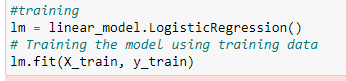 #training
lm = linear_model.LogisticRegression()
# Training the model using training data
lm.fit(X_train, y_train)